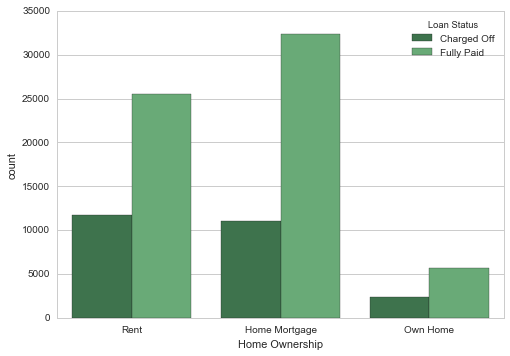 35000
30000
25000
20000
15000
10000
5000
0
count
Loan Status
Charged Off
Fully Paid
Rent
Home Mortgage
Own Home
Home Ownership